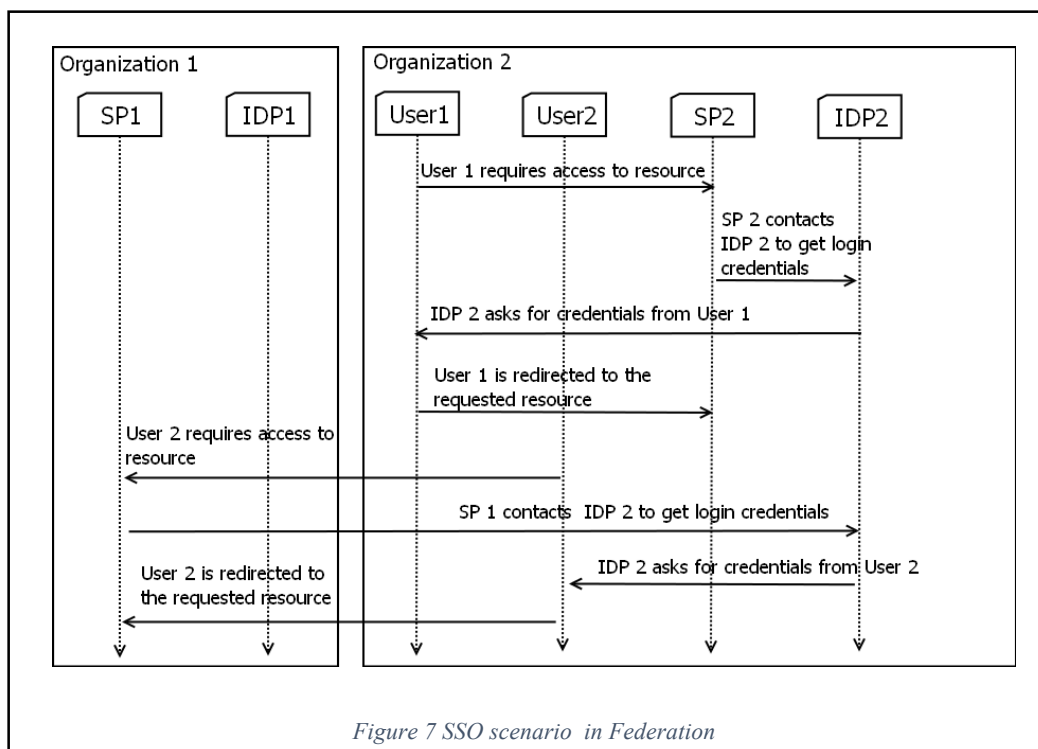 Organization 1
Organization 2
SP1
IDP1
User1
User2
SP2
IDP2
User 1 requires access to resource
SP 2 contacts
IDP 2 to get login
credentials
IDP 2 asks for credentials from User 1
User 1 is redirected to the
requested resource
User 2 requires access to
resource
SP 1 contacts IDP 2 to get login credentials
IDP 2 asks for credentials from User 2
User 2 is redirected to
the requested resource
Figure 7 SSO scenario in Federation